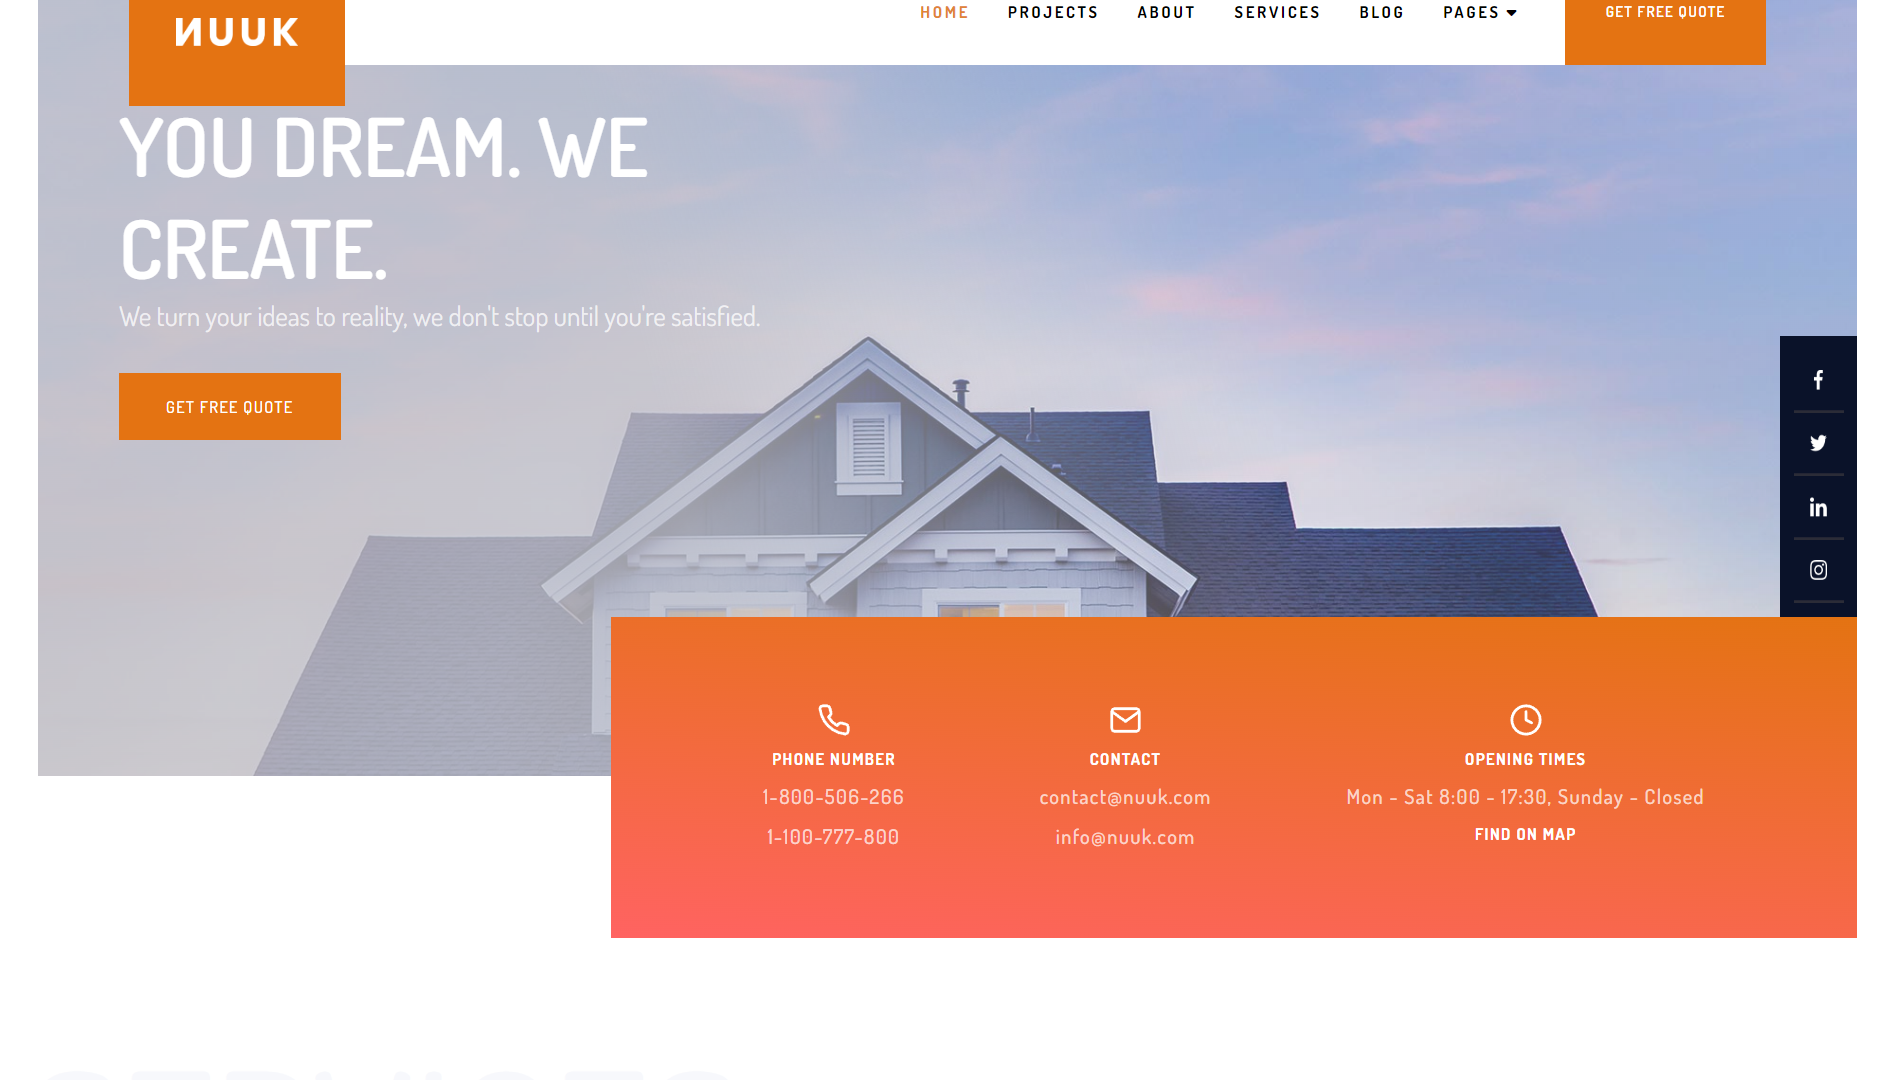 NUUK
HOME PROJECTS ABOUT SERVICES BLOG PAGES
GET FREE QUOTE
YOU DREAM. WE
CREATE.
We turn your ideas to reality, we don't stop until you're satisfied.
GET FREE QUOTE
PHONE NUMBER
1-800-506-266
1-100-777-800
CONTACT
contact@nuuk.com
info@nuuk.com
OPENING TIMES
Mon - Sat 8:00 - 17:30, Sunday - Closed
FIND ON MAP